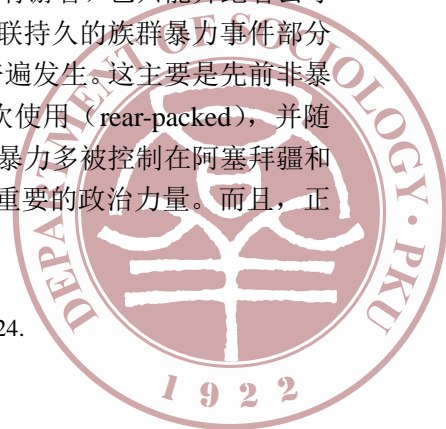 联持久的族群暴力事件部分
遍发生。这主要是先前非暴
次使用（rear-packed），并随
暴力多被控制在阿塞拜疆和
重要的政治力量。而且，正
24.
DEPARTMENT OF SOCIOLOGY · PKU
1922